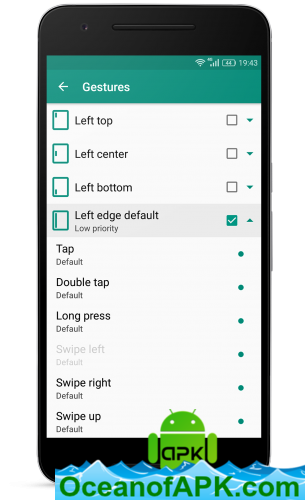 19:43
Gestures
Left top
Left center
Left bottom
Left edge default
Low priority
Tap
Default
Double tap
Default
Long press
Default
Swipe left
Default
Swipe right
Default
Swipe up
Default
apk
OceanofAPK.com